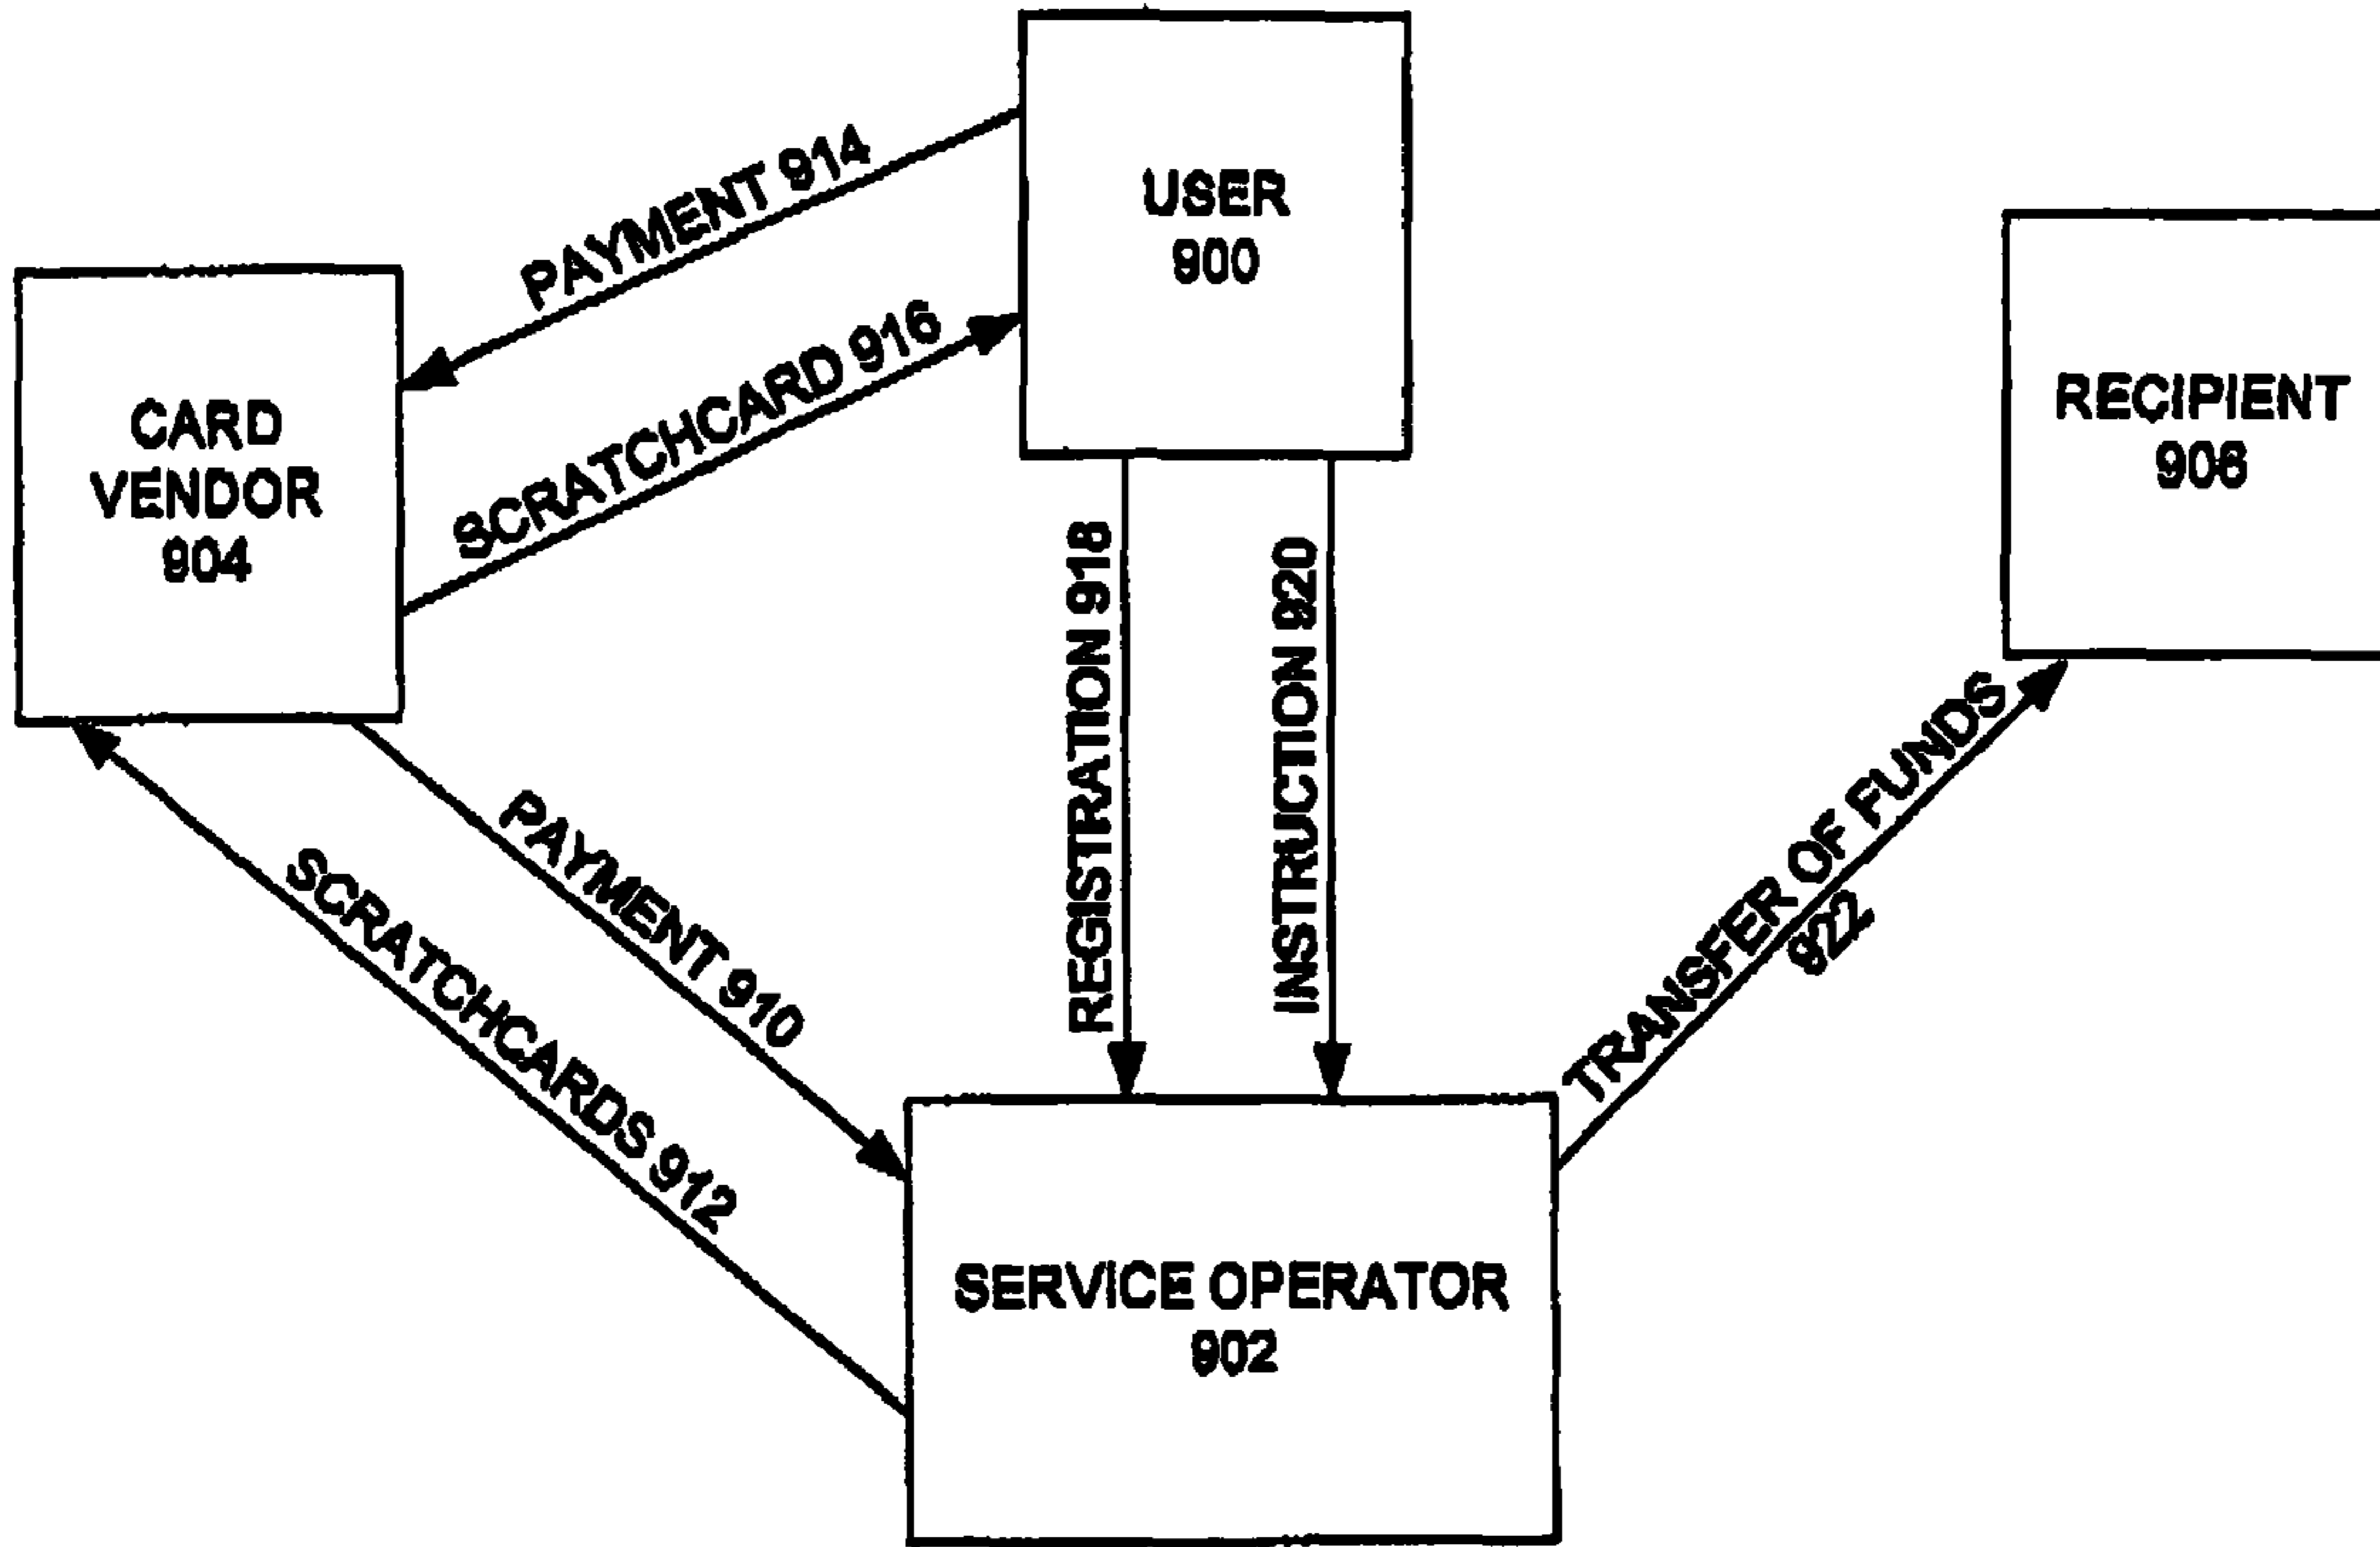 USER
900
PAYMENT 914
SCRATCHCARD 916
CARD
VENDOR
904
RECIPIENT
906
REGISTRATION 918
INSTRUCTION 920
PAYMENT 910
SCRATCHCARDS 912
TRANSFER OF FUNDS
922
SERVICE OPERATOR
902